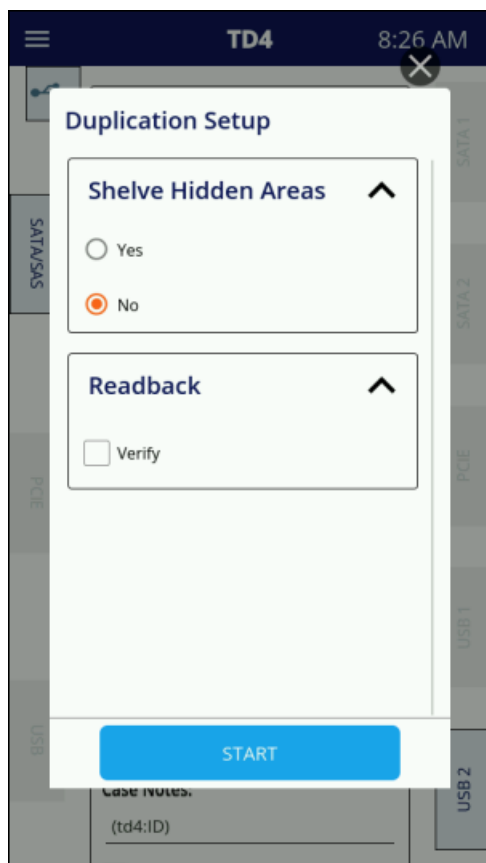 TD4
8:26 AM
Duplication Setup
Shelve Hidden Areas
Yes
No
Readback
Verify
START
SATA/SAS
PCIE
USB
SATA 1
SATA 2
PCIE
USB 1
USB 2
Case Notes:
(td4:ID)